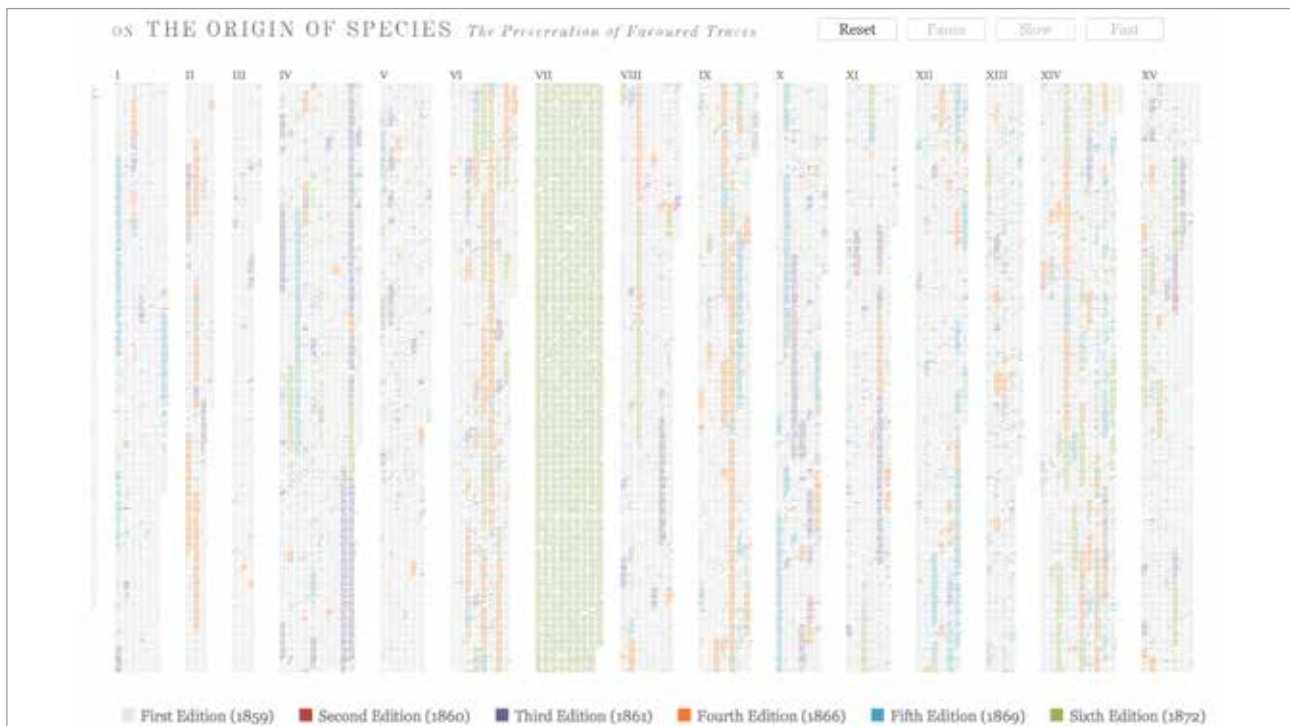 ON THE ORIGIN OF SPECIES The Preservation of Favoured Traces Reset Pause Slow Fast
I II III IV V VI VII VIII IX X XI XII XIII XIV XV
First Edition (1859) Second Edition (1860) Third Edition (1861) Fourth Edition (1866) Fifth Edition (1869) Sixth Edition (1872)